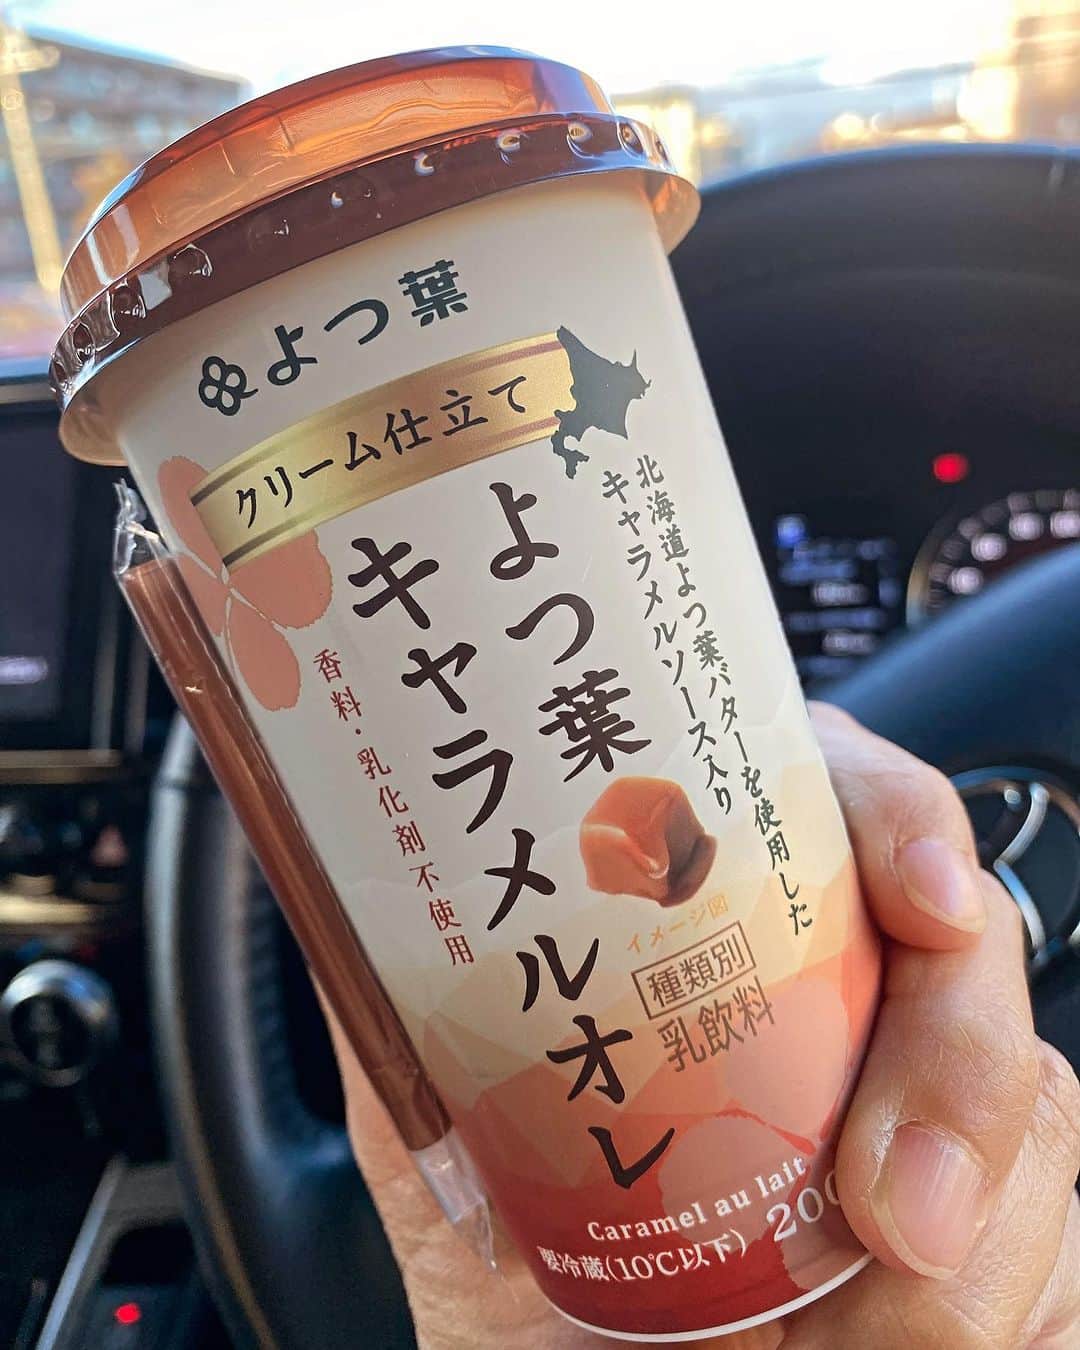 よつ葉
クリーム仕立て
北海道よつ葉バターを使用した
キャラメルソース入り
よつ葉
キャラメルオレ
香料・乳化剤不使用
イメージ図
種類別
乳飲料
Caramel au lait
要冷蔵(10℃以下)